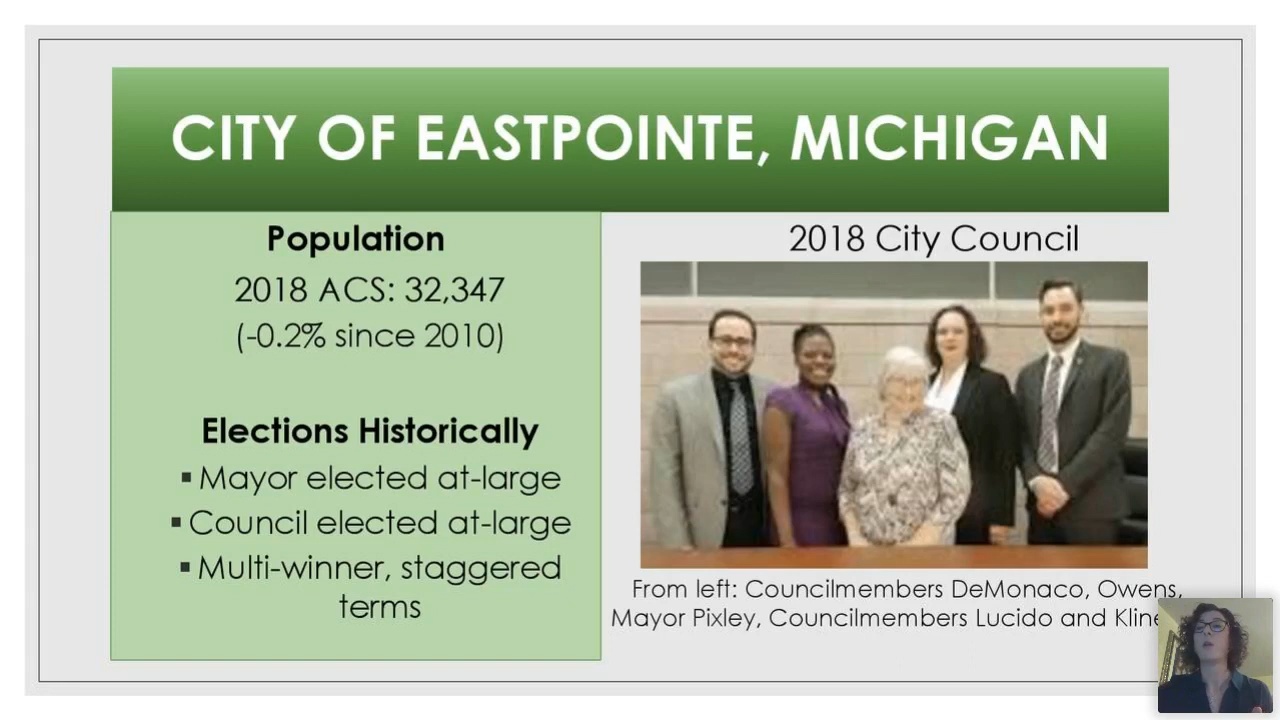 CITY OF EASTPOINTE, MICHIGAN
Population
2018 ACS: 32,347
(-0.2% since 2010)
Elections Historically
▪ Mayor elected at-large
▪ Council elected at-large
▪ Multi-winner, staggered
terms
2018 City Council
From left: Councilmembers DeMonaco, Owens,
Mayor Pixley, Councilmembers Lucido and